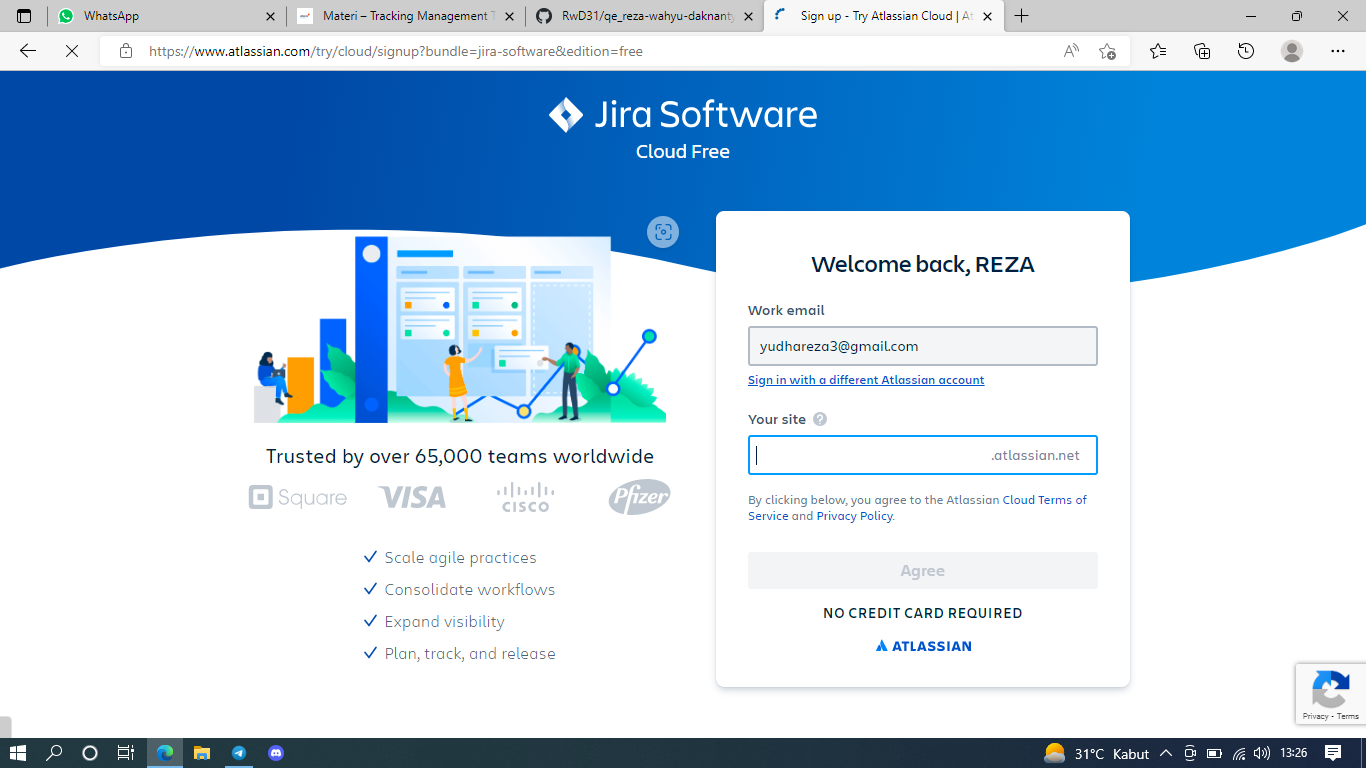 WhatsApp
Materi – Tracking Management T
RwD31/qe_reza-wahyu-daknanty
Sign up - Try Atlassian Cloud | At
https://www.atlassian.com/try/cloud/signup?bundle=jira-software&edition=free
Jira Software
Cloud Free
Welcome back, REZA
Work email
yudhareza3@gmail.com
Sign in with a different Atlassian account
Your site
.atlassian.net
By clicking below, you agree to the Atlassian Cloud Terms of
Service and Privacy Policy.
Agree
NO CREDIT CARD REQUIRED
ATLASSIAN
Trusted by over 65,000 teams worldwide
Square
VISA
CISCO
Pfizer
Scale agile practices
Consolidate workflows
Expand visibility
Plan, track, and release
Privacy - Terms
31°C Kabut
13:26